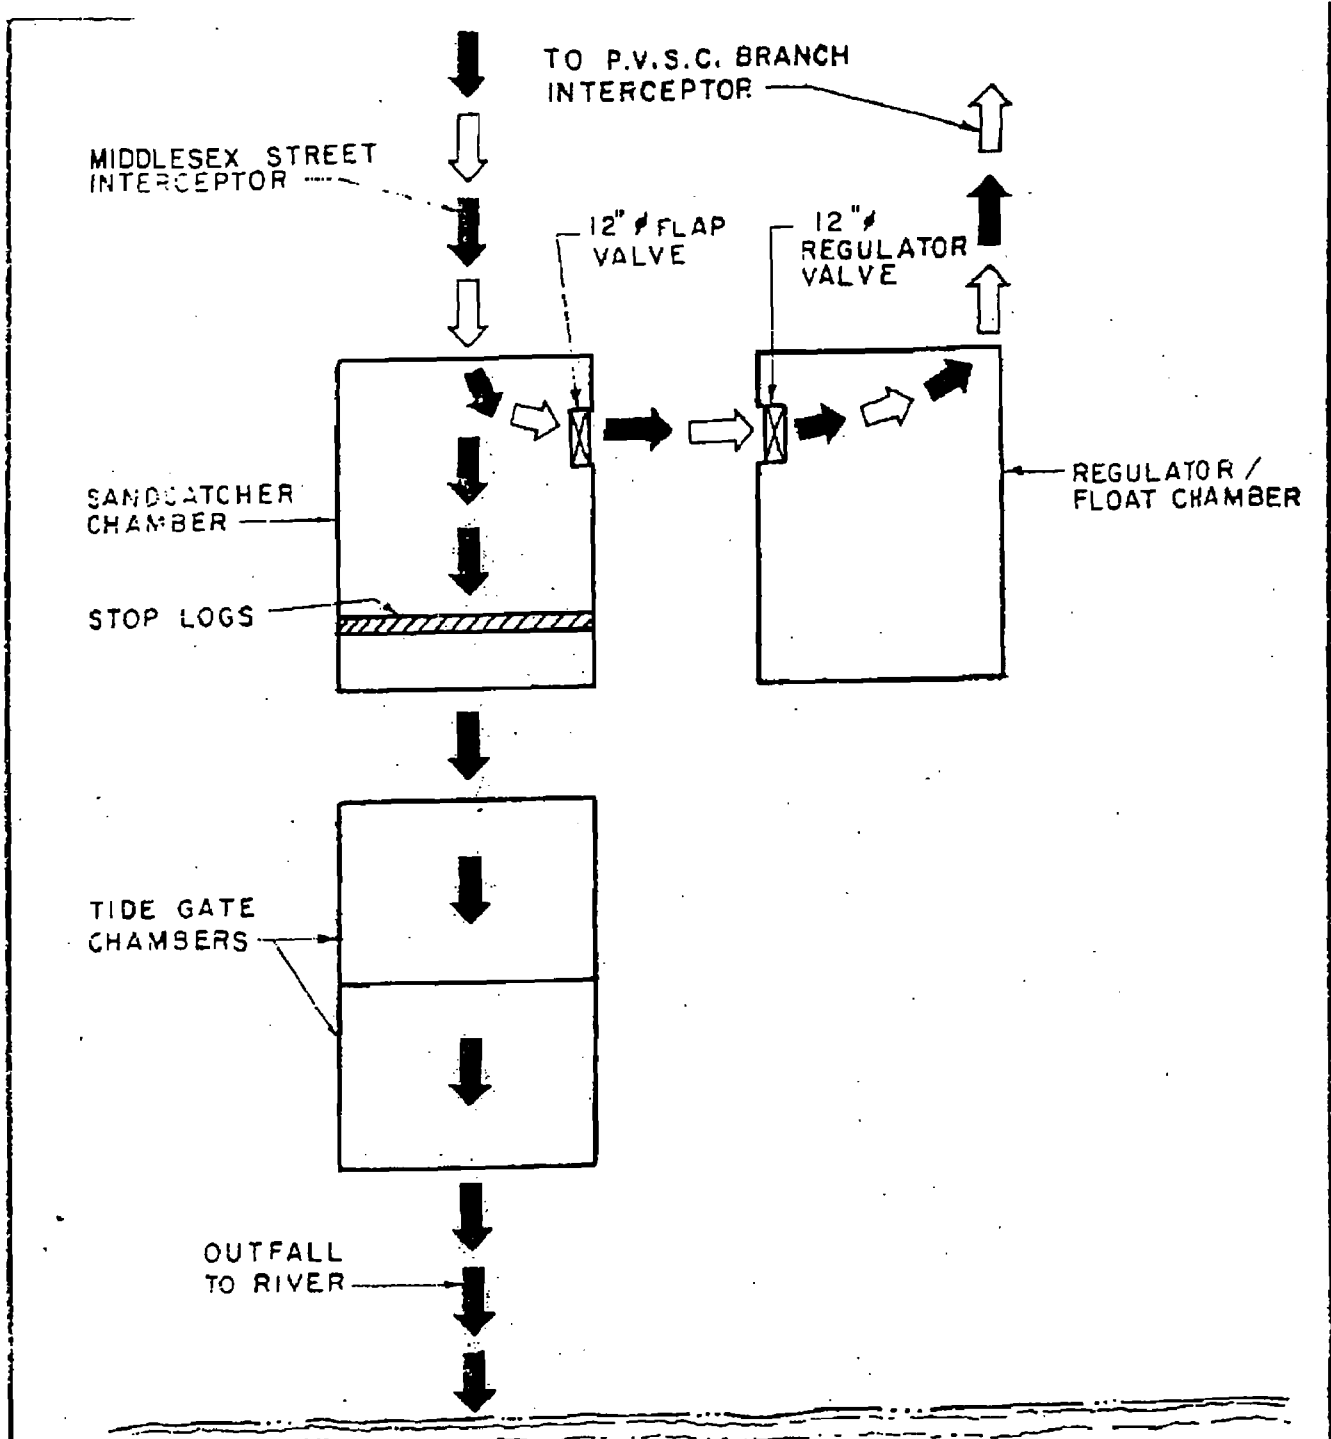 TO P.V.S.C. BRANCH
INTERCEPTOR
MIDDLESEX STREET
INTERCEPTOR
12" ∅ FLAP
VALVE
12" ∅
REGULATOR
VALVE
SANDCATCHER
CHAMBER
REGULATOR /
FLOAT CHAMBER
STOP LOGS
TIDE GATE
CHAMBERS
OUTFALL
TO RIVER